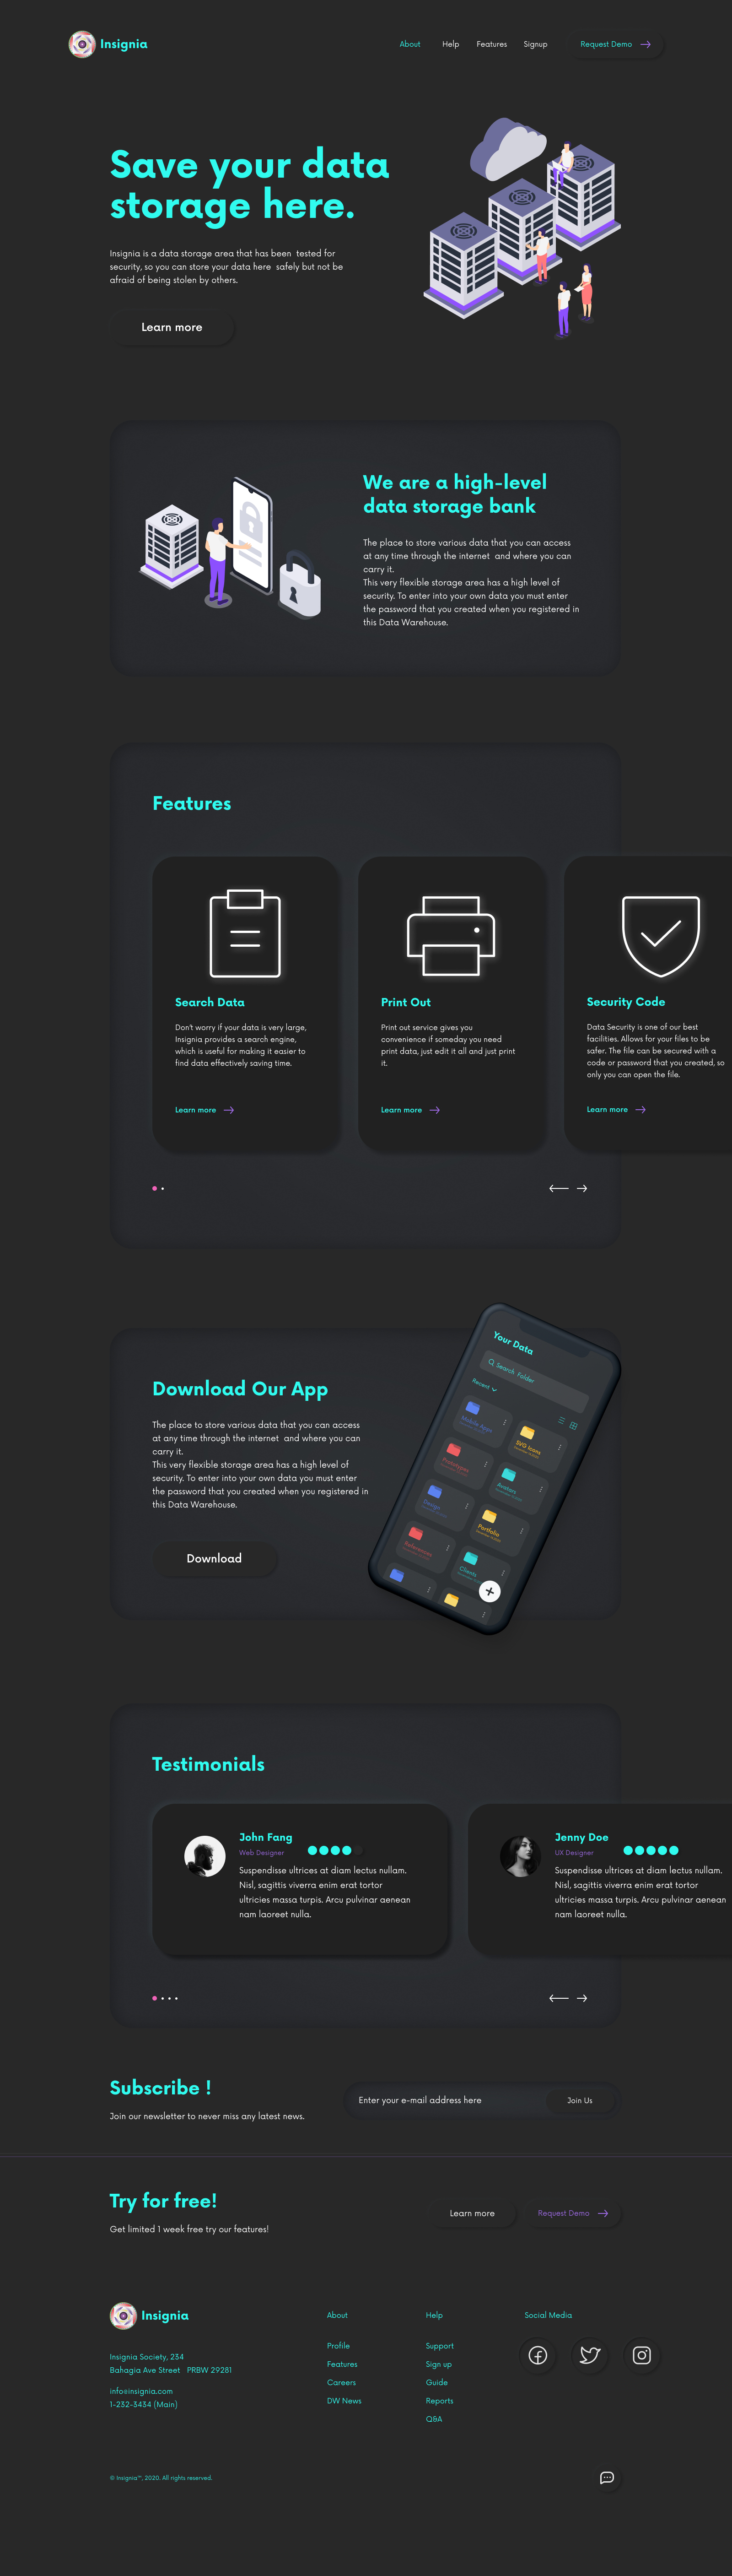 Insignia
About
Help
Features
Signup
Request Demo
Save your data
storage here.
Insignia is a data storage area that has been tested for
security, so you can store your data here safely but not be
afraid of being stolen by others.
Learn more
We are a high-level
data storage bank
The place to store various data that you can access
at any time through the internet and where you can
carry it.
This very flexible storage area has a high level of
security. To enter into your own data you must enter
the password that you created when you registered in
this Data Warehouse.
Features
Search Data
Don't worry if your data is very large,
Insignia provides a search engine,
which is useful for making it easier to
find data effectively saving time.
Learn more
Print Out
Print out service gives you
convenience if someday you need
print data, just edit it all and just print
it.
Learn more
Security Code
Data Security is one of our best
facilities. Allows for your files to be
safer. The file can be secured with a
code or password that you created, so
only you can open the file.
Learn more
Download Our App
The place to store various data that you can access
at any time through the internet and where you can
carry it.
This very flexible storage area has a high level of
security. To enter into your own data you must enter
the password that you created when you registered in
this Data Warehouse.
Download
Your Data
Search Folder
Recent
Mobile Apps
SVG Icons
Prototypes
Avatars
Design
Portfolio
References
Clients
Testimonials
John Fang
Web Designer
Suspendisse ultrices at diam lectus nullam.
Nisl, sagittis viverra enim erat tortor
ultricies massa turpis. Arcu pulvinar aenean
nam laoreet nulla.
Jenny Doe
UX Designer
Suspendisse ultrices at diam lectus nullam.
Nisl, sagittis viverra enim erat tortor
ultricies massa turpis. Arcu pulvinar aenean
nam laoreet nulla.
Subscribe !
Join our newsletter to never miss any latest news.
Enter your e-mail address here
Join Us
Try for free!
Get limited 1 week free try our features!
Learn more
Request Demo
Insignia
Insignia Society, 234
Bahagia Ave Street PRBW 29281
info@insignia.com
1-232-3434 (Main)
About
Profile
Features
Careers
DW News
Help
Support
Sign up
Guide
Reports
Q&A
Social Media
© Insignia™, 2020. All rights reserved.